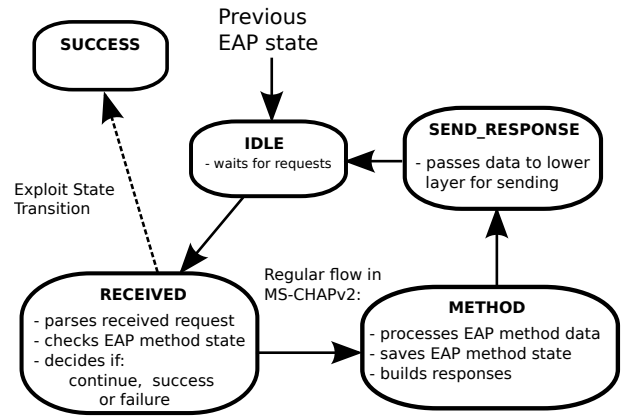 Previous
EAP state
SUCCESS
IDLE
- waits for requests
SEND_RESPONSE
- passes data to lower
layer for sending
Exploit State
Transition
RECEIVED
- parses received request
- checks EAP method state
- decides if:
continue, success
or failure
Regular flow in
MS-CHAPv2:
METHOD
- processes EAP method data
- saves EAP method state
- builds responses